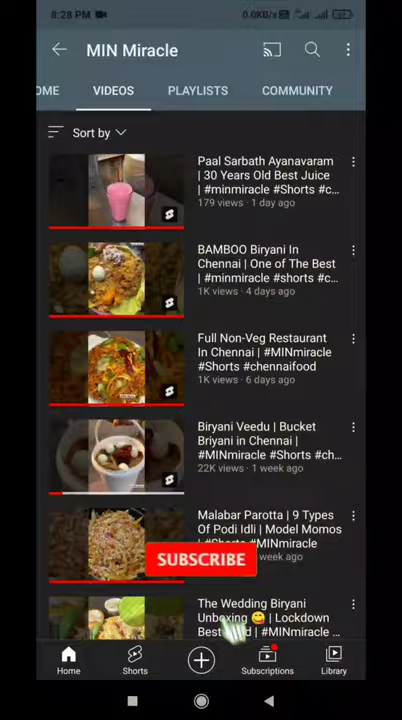 8:28 PM 0.0KB/s
MIN Miracle
OME VIDEOS PLAYLISTS COMMUNITY
Sort by
Paal Sarbath Ayanavaram
| 30 Years Old Best Juice
| #minmiracle #Shorts #c...
179 views · 1 day ago
BAMBOO Biryani In
Chennai | One of The Best
| #minmiracle #shorts #c...
1K views · 4 days ago
Full Non-Veg Restaurant
In Chennai | #MINmiracle
#Shorts #chennaifood
1K views · 6 days ago
Biryani Veedu | Bucket
Briyani in Chennai |
#MINmiracle #Shorts #ch...
22K views · 1 week ago
Malabar Parotta | 9 Types
Of Podi Idli | Model Momos
| #Shorts #MINmiracle
week ago
SUBSCRIBE
The Wedding Biryani
Unboxing 😋 | Lockdown
Best | #MINmiracle ...
Home Shorts Subscriptions Library